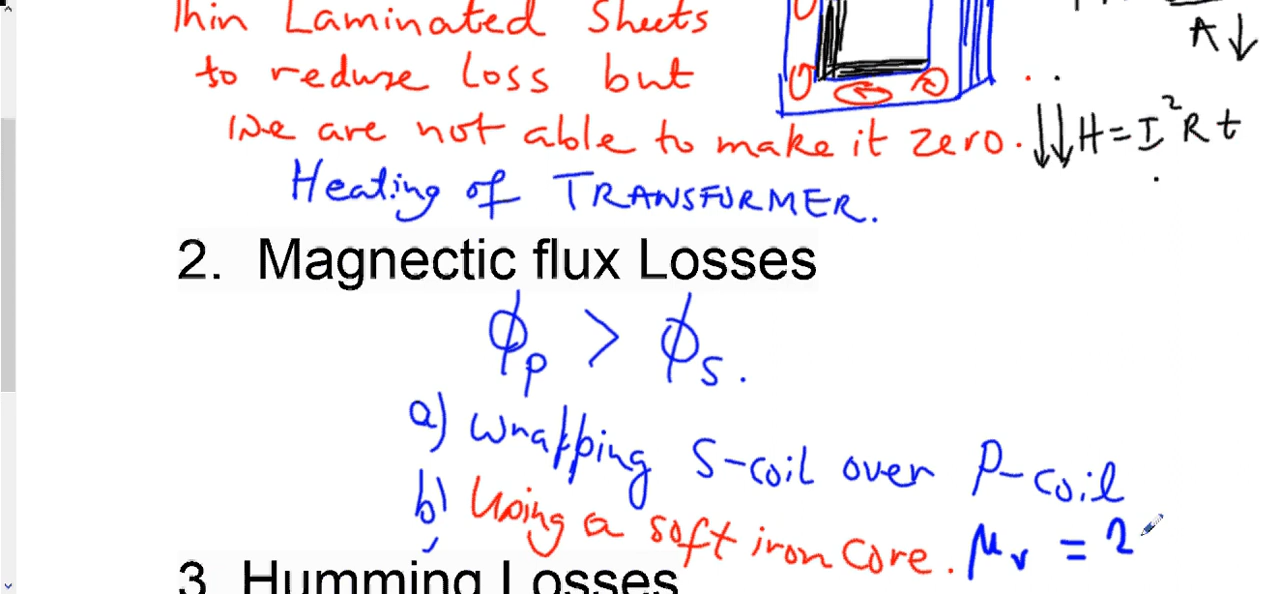 Thin Laminated Sheets
A↓
to reduse Loss but
We are not able to make it zero. ↓↓H = I²Rt
Heating of TRANSFORMER.
2. Magnectic flux Losses
ϕp > ϕs.
a) wrapping S-coil over P-coil
b) Using a soft iron core. μr = 2
3 Humming Losses